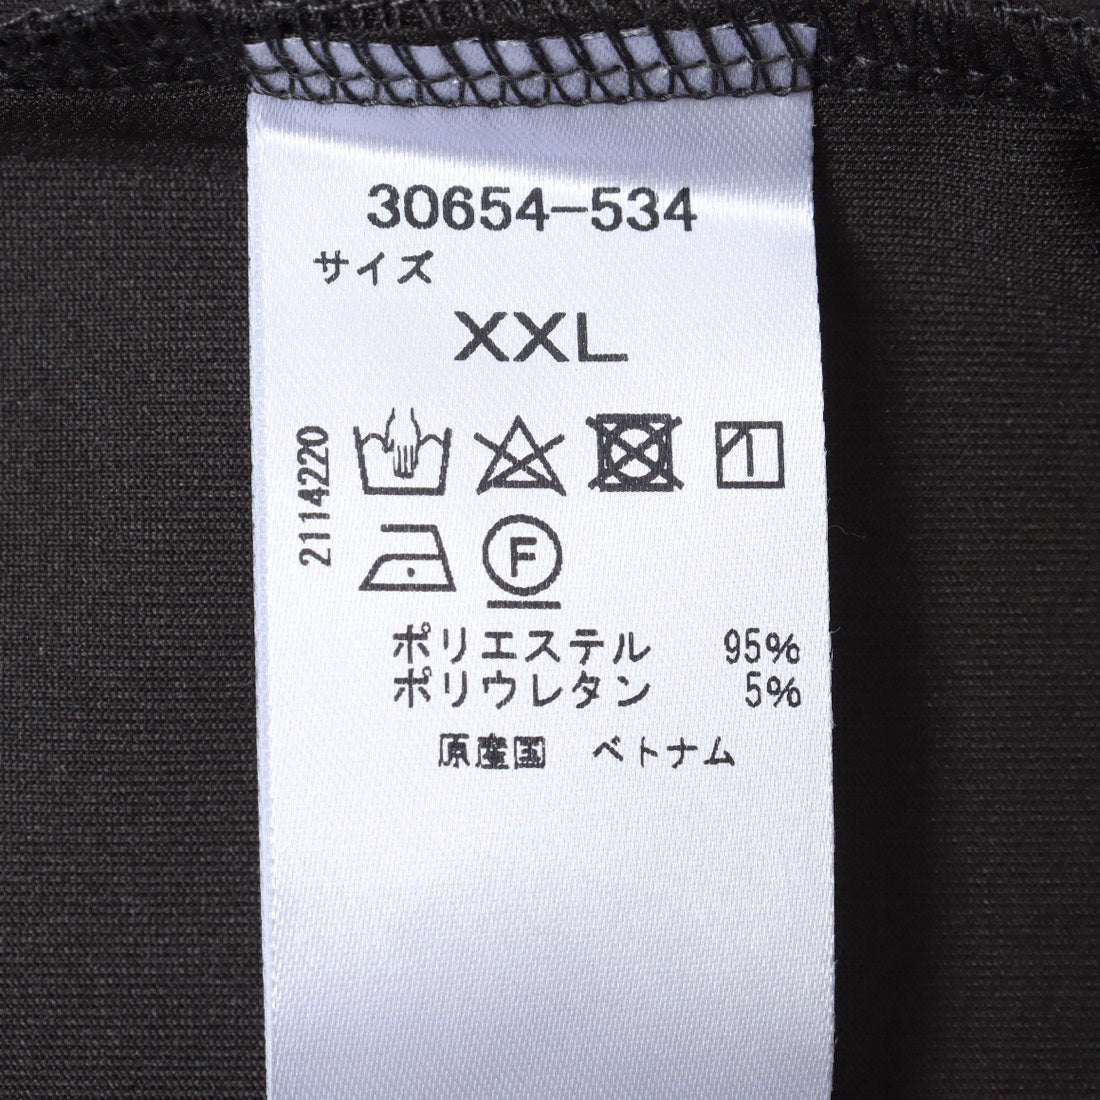 30654-534
サイズ
XXL
2114220
F
ポリエステル 95%
ポリウレタン 5%
原産国 ベトナム